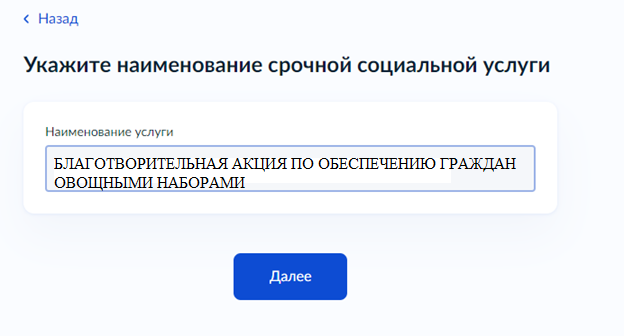 Назад
Укажите наименование срочной социальной услуги
Наименование услуги
БЛАГОТВОРИТЕЛЬНАЯ АКЦИЯ ПО ОБЕСПЕЧЕНИЮ ГРАЖДАН
ОВОЩНЫМИ НАБОРАМИ
Далее